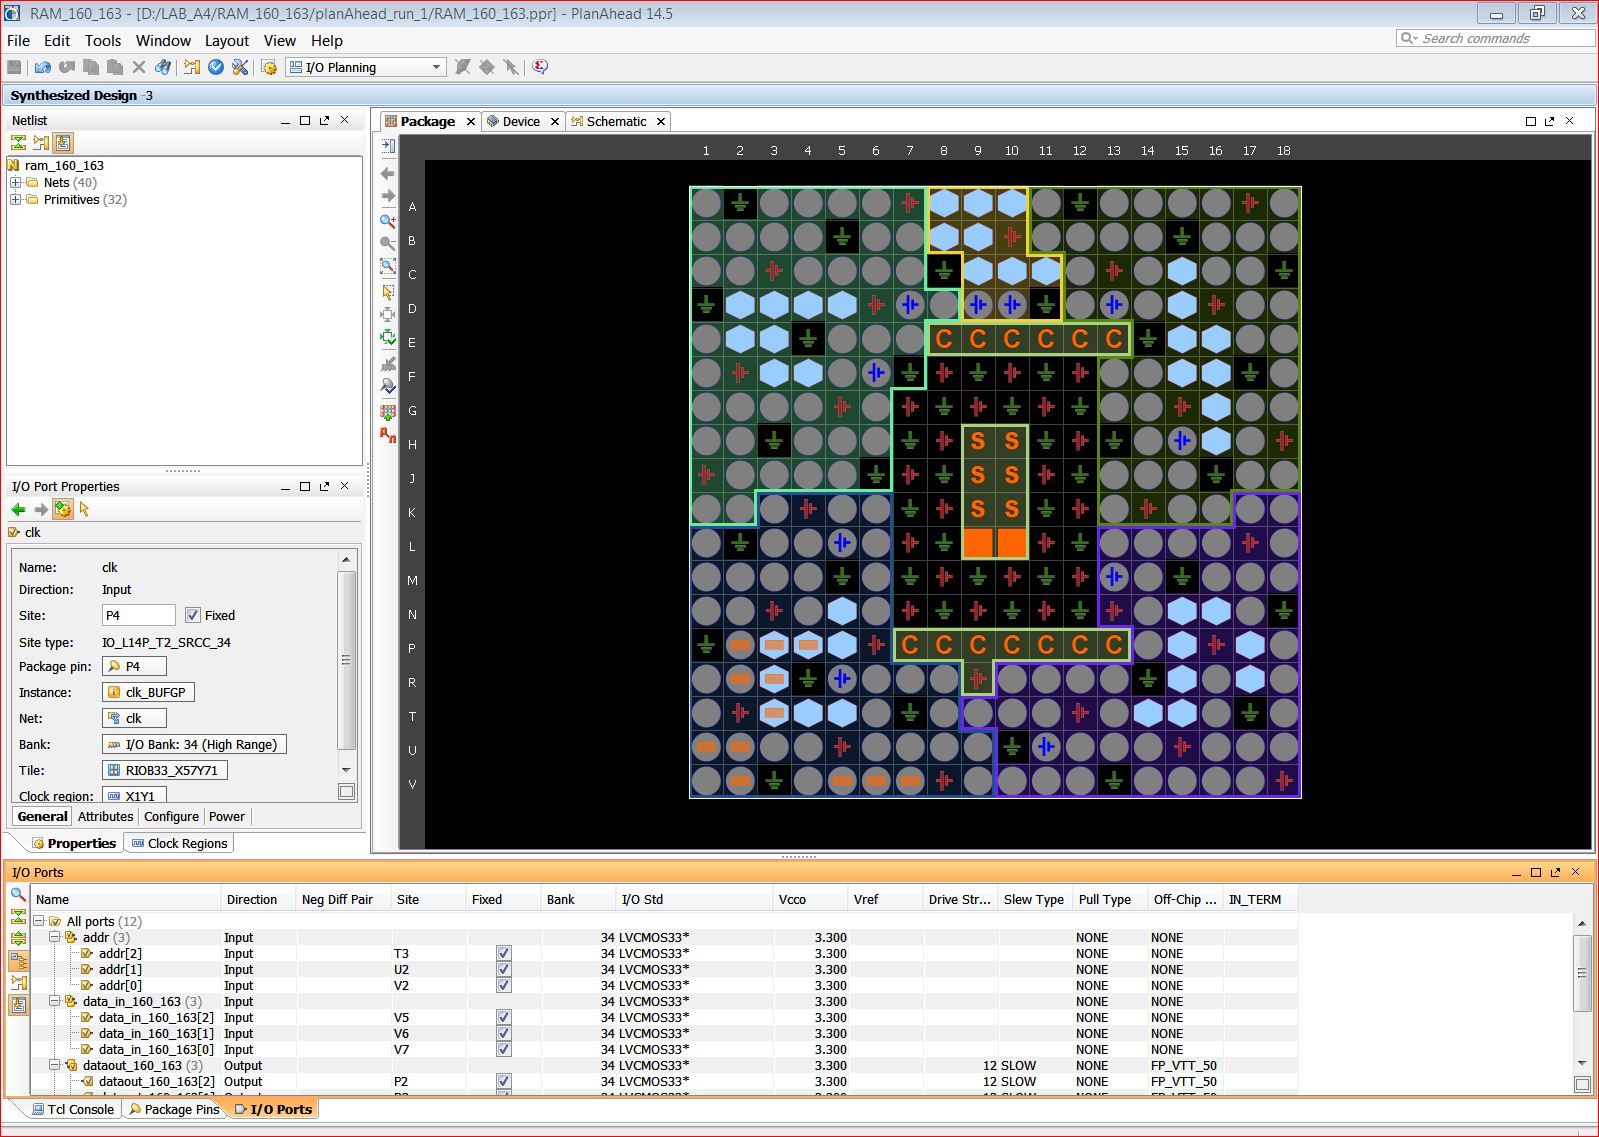 RAM_160_163 - [D:/LAB_A4/RAM_160_163/planAhead_run_1/RAM_160_163.ppr] - PlanAhead 14.5
File Edit Tools Window Layout View Help
Search commands
I/O Planning
Synthesized Design -3
Netlist
ram_160_163
Nets (40)
Primitives (32)
I/O Port Properties
clk
Name: clk
Direction: Input
Site: P4 Fixed
Site type: IO_L14P_T2_SRCC_34
Package pin: P4
Instance: clk_BUFGP
Net: clk
Bank: I/O Bank: 34 (High Range)
Tile: RIOB33_X57Y71
Clock region: X1Y1
General Attributes Configure Power
Properties Clock Regions
Package Device Schematic
1 2 3 4 5 6 7 8 9 10 11 12 13 14 15 16 17 18
A
B
C
D
E C C C C C C
F
G
H S S
J S S
K S S
L
M
N
P C C C C C C C
R
T
U
V
I/O Ports
Name Direction Neg Diff Pair Site Fixed Bank I/O Std Vcco Vref Drive Str... Slew Type Pull Type Off-Chip ... IN_TERM
All ports (12)
addr (3) Input 34 LVCMOS33* 3.300 NONE NONE
addr[2] Input T3 34 LVCMOS33* 3.300 NONE NONE
addr[1] Input U2 34 LVCMOS33* 3.300 NONE NONE
addr[0] Input V2 34 LVCMOS33* 3.300 NONE NONE
data_in_160_163 (3) Input 34 LVCMOS33* 3.300 NONE NONE
data_in_160_163[2] Input V5 34 LVCMOS33* 3.300 NONE NONE
data_in_160_163[1] Input V6 34 LVCMOS33* 3.300 NONE NONE
data_in_160_163[0] Input V7 34 LVCMOS33* 3.300 NONE NONE
dataout_160_163 (3) Output 34 LVCMOS33* 3.300 12 SLOW NONE FP_VTT_50
dataout_160_163[2] Output P2 34 LVCMOS33* 3.300 12 SLOW NONE FP_VTT_50
Tcl Console Package Pins I/O Ports